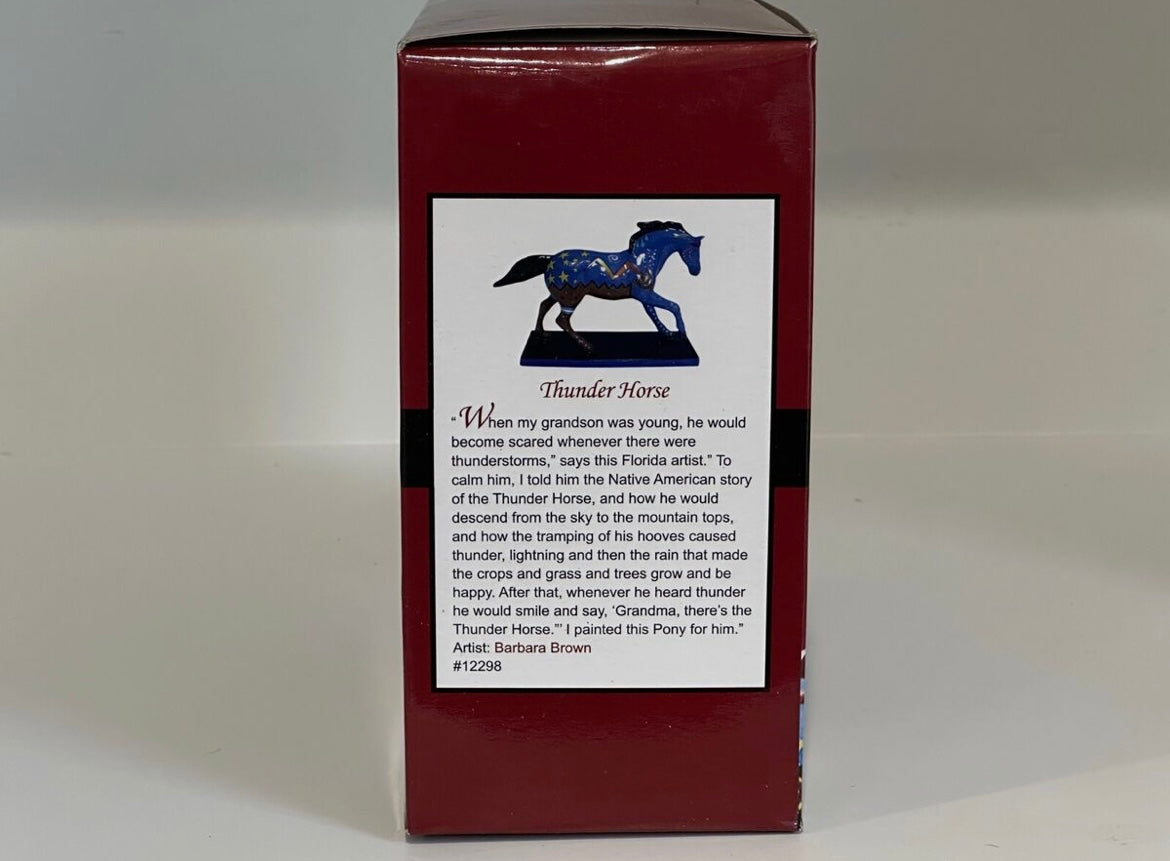 Thunder Horse
“When my grandson was young, he would
become scared whenever there were
thunderstorms,” says this Florida artist.” To
calm him, I told him the Native American story
of the Thunder Horse, and how he would
descend from the sky to the mountain tops,
and how the tramping of his hooves caused
thunder, lightning and then the rain that made
the crops and grass and trees grow and be
happy. After that, whenever he heard thunder
he would smile and say, ‘Grandma, there’s the
Thunder Horse.”’ I painted this Pony for him.”
Artist: Barbara Brown
#12298